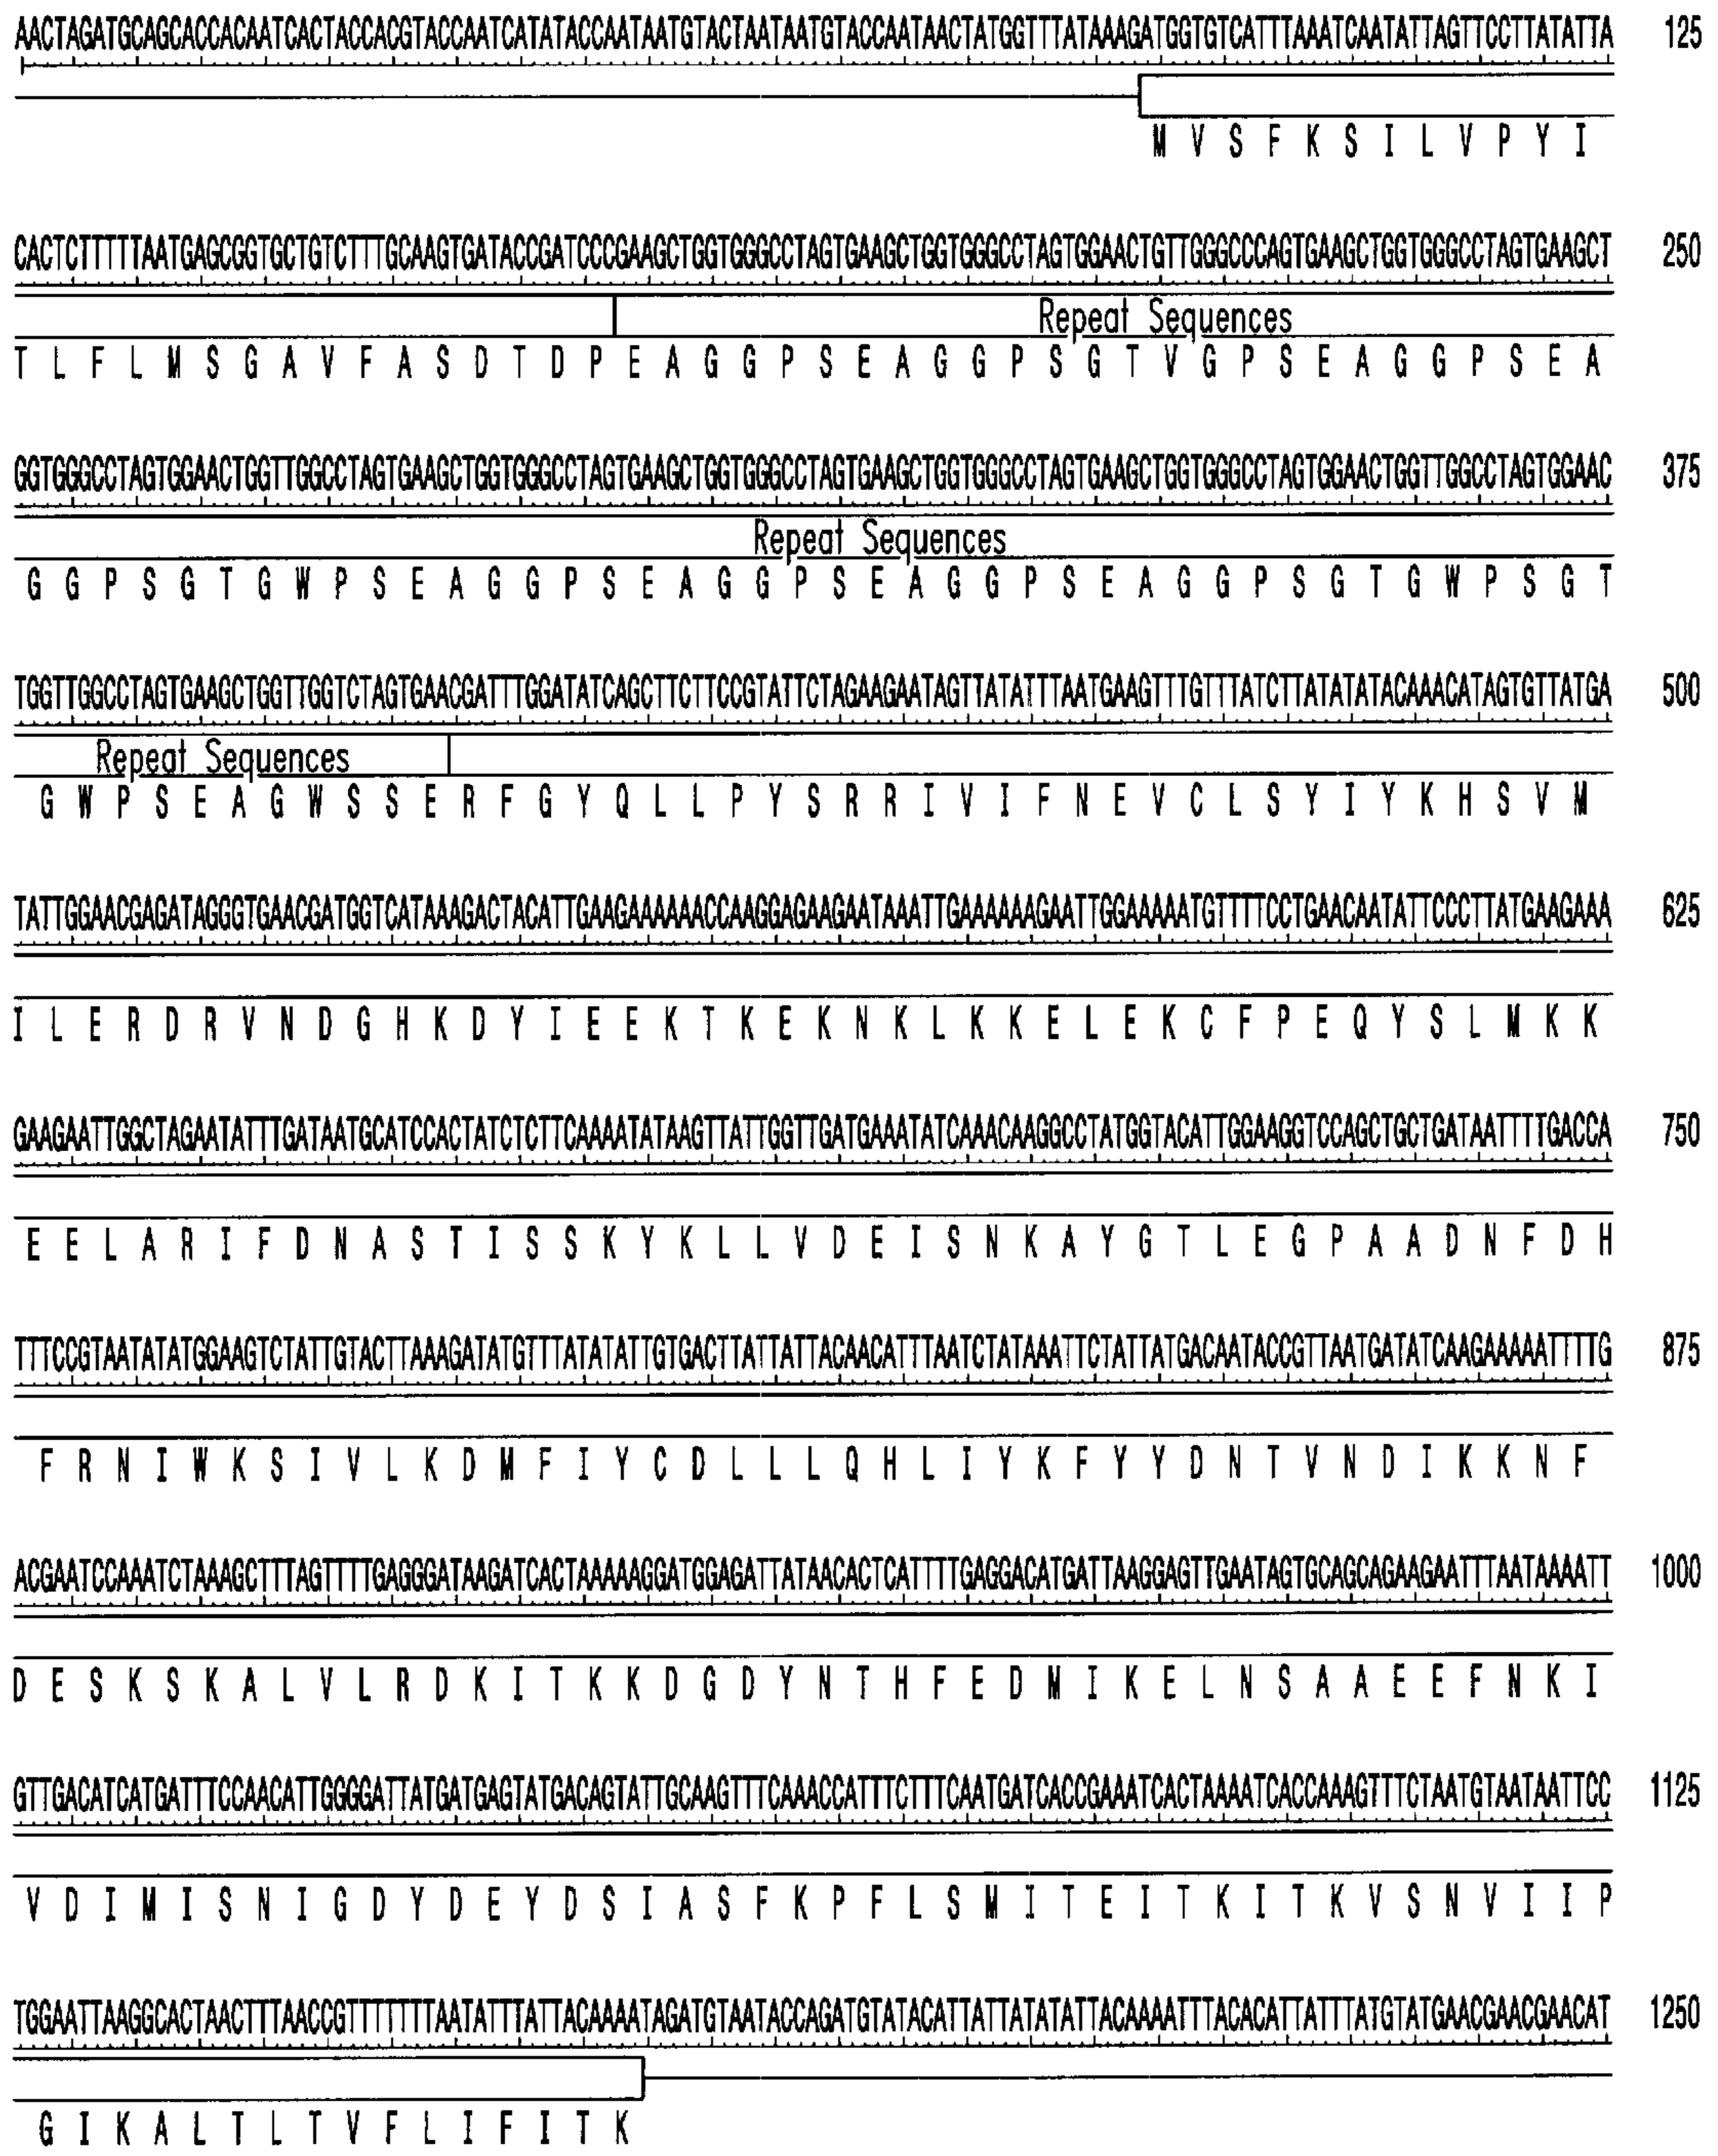 AACTAGATGCAGCACCACAATCACTACCACGTACCAATCATATACCAATAATGTACTAATAATGTACCAATAACTATGGTTTATAAAGATGGTGTCATTTAAATCAATATTAGTTCCTTATATTA 125
M V S F K S I L V P Y I
CACTCTTTTTAATGAGCGGTGCTGTCTTTGCAAGTGATACCGATCCCGAAGCTGGTGGGCCTAGTGAAGCTGGTGGGCCTAGTGGAACTGTTGGGCCCAGTGAAGCTGGTGGGCCTAGTGAAGCT 250
Repeat Sequences
T L F L M S G A V F A S D T D P E A G G P S E A G G P S G T V G P S E A G G P S E A
GGTGGGCCTAGTGGAACTGGTTGGCCTAGTGAAGCTGGTGGGCCTAGTGAAGCTGGTGGGCCTAGTGAAGCTGGTGGGCCTAGTGAAGCTGGTGGGCCTAGTGGAACTGGTTGGCCTAGTGGAAC 375
Repeat Sequences
G G P S G T G W P S E A G G P S E A G G P S E A G G P S E A G G P S G T G W P S G T
TGGTTGGCCTAGTGAAGCTGGTTGGTCTAGTGAACGATTTGGATATCAGCTTCTTCCGTATTCTAGAAGAATAGTTATATTTAATGAAGTTTGTTTATCTTATATATACAAACATAGTGTTATGA 500
Repeat Sequences
G W P S E A G W S S E R F G Y Q L L P Y S R R I V I F N E V C L S Y I Y K H S V M
TATTGGAACGAGATAGGGTGAACGATGGTCATAAAGACTACATTGAAGAAAAAACCAAGGAGAAGAATAAATTGAAAAAAGAATTGGAAAAATGTTTTCCTGAACAATATTCCCTTATGAAGAAA 625
I L E R D R V N D G H K D Y I E E K T K E K N K L K K E L E K C F P E Q Y S L M K K
GAAGAATTGGCTAGAATATTTGATAATGCATCCACTATCTCTTCAAAATATAAGTTATTGGTTGATGAAATATCAAACAAGGCCTATGGTACATTGGAAGGTCCAGCTGCTGATAATTTTGACCA 750
E E L A R I F D N A S T I S S K Y K L L V D E I S N K A Y G T L E G P A A D N F D H
TTTCCGTAATATATGGAAGTCTATTGTACTTAAAGATATGTTTATATATTGTGACTTATTATTACAACATTTAATCTATAAATTCTATTATGACAATACCGTTAATGATATCAAGAAAAATTTTG 875
F R N I W K S I V L K D M F I Y C D L L L Q H L I Y K F Y Y D N T V N D I K K N F
ACGAATCCAAATCTAAAGCTTTAGTTTTGAGGGATAAGATCACTAAAAAGGATGGAGATTATAACACTCATTTTGAGGACATGATTAAGGAGTTGAATAGTGCAGCAGAAGAATTTAATAAAATT 1000
D E S K S K A L V L R D K I T K K D G D Y N T H F E D M I K E L N S A A E E F N K I
GTTGACATCATGATTTCCAACATTGGGGATTATGATGAGTATGACAGTATTGCAAGTTTCAAACCATTTCTTTCAATGATCACCGAAATCACTAAAATCACCAAAGTTTCTAATGTAATAATTCC 1125
V D I M I S N I G D Y D E Y D S I A S F K P F L S M I T E I T K I T K V S N V I I P
TGGAATTAAGGCACTAACTTTAACCGTTTTTTTAATATTTATTACAAAATAGATGTAATACCAGATGTATACATTATTATATATTACAAAATTTACACATTATTTATGTATGAACGAACGAACAT 1250
G I K A L T L T V F L I F I T K